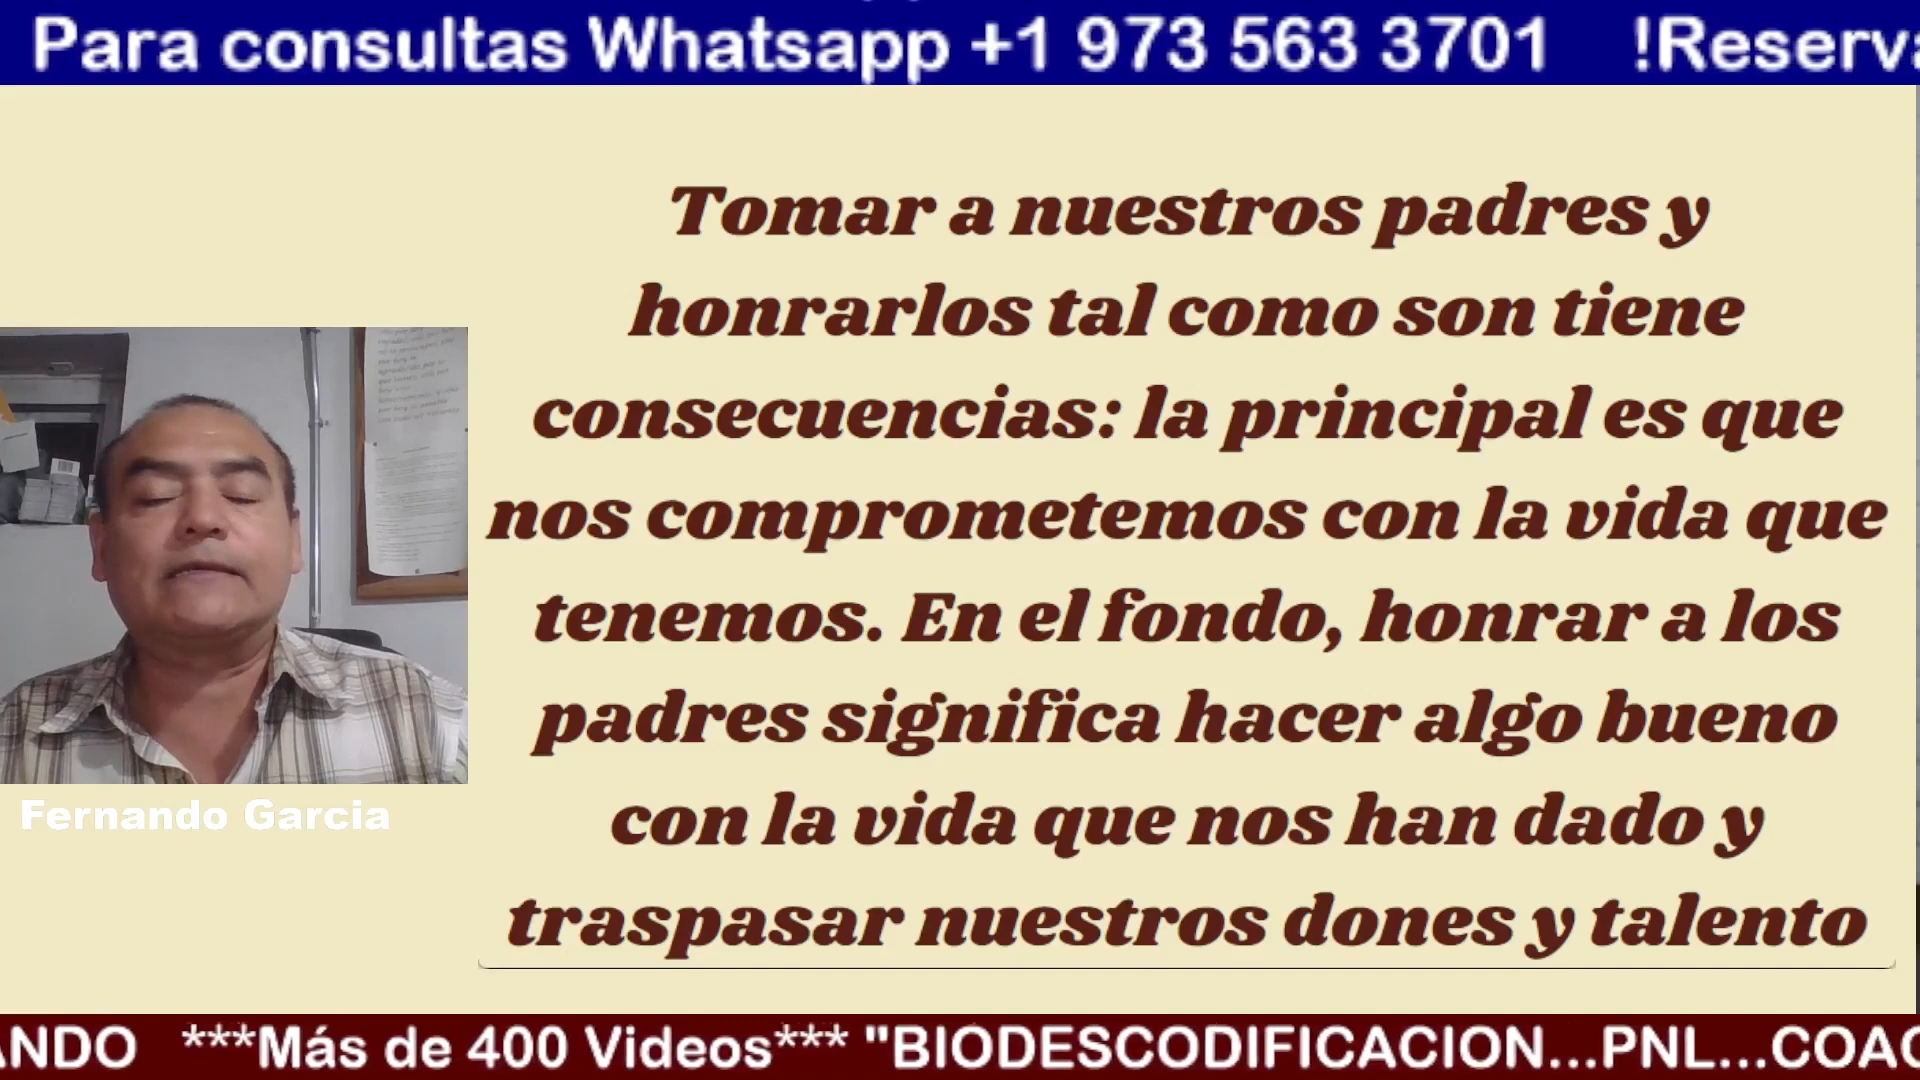 Para consultas Whatsapp +1 973 563 3701 !Reserva
Tomar a nuestros padres y
honrarlos tal como son tiene
consecuencias: la principal es que
nos comprometemos con la vida que
tenemos. En el fondo, honrar a los
padres significa hacer algo bueno
con la vida que nos han dado y
traspasar nuestros dones y talento
Fernando Garcia
ANDO ***Más de 400 Videos*** "BIODESCODIFICACION...PNL...COAC